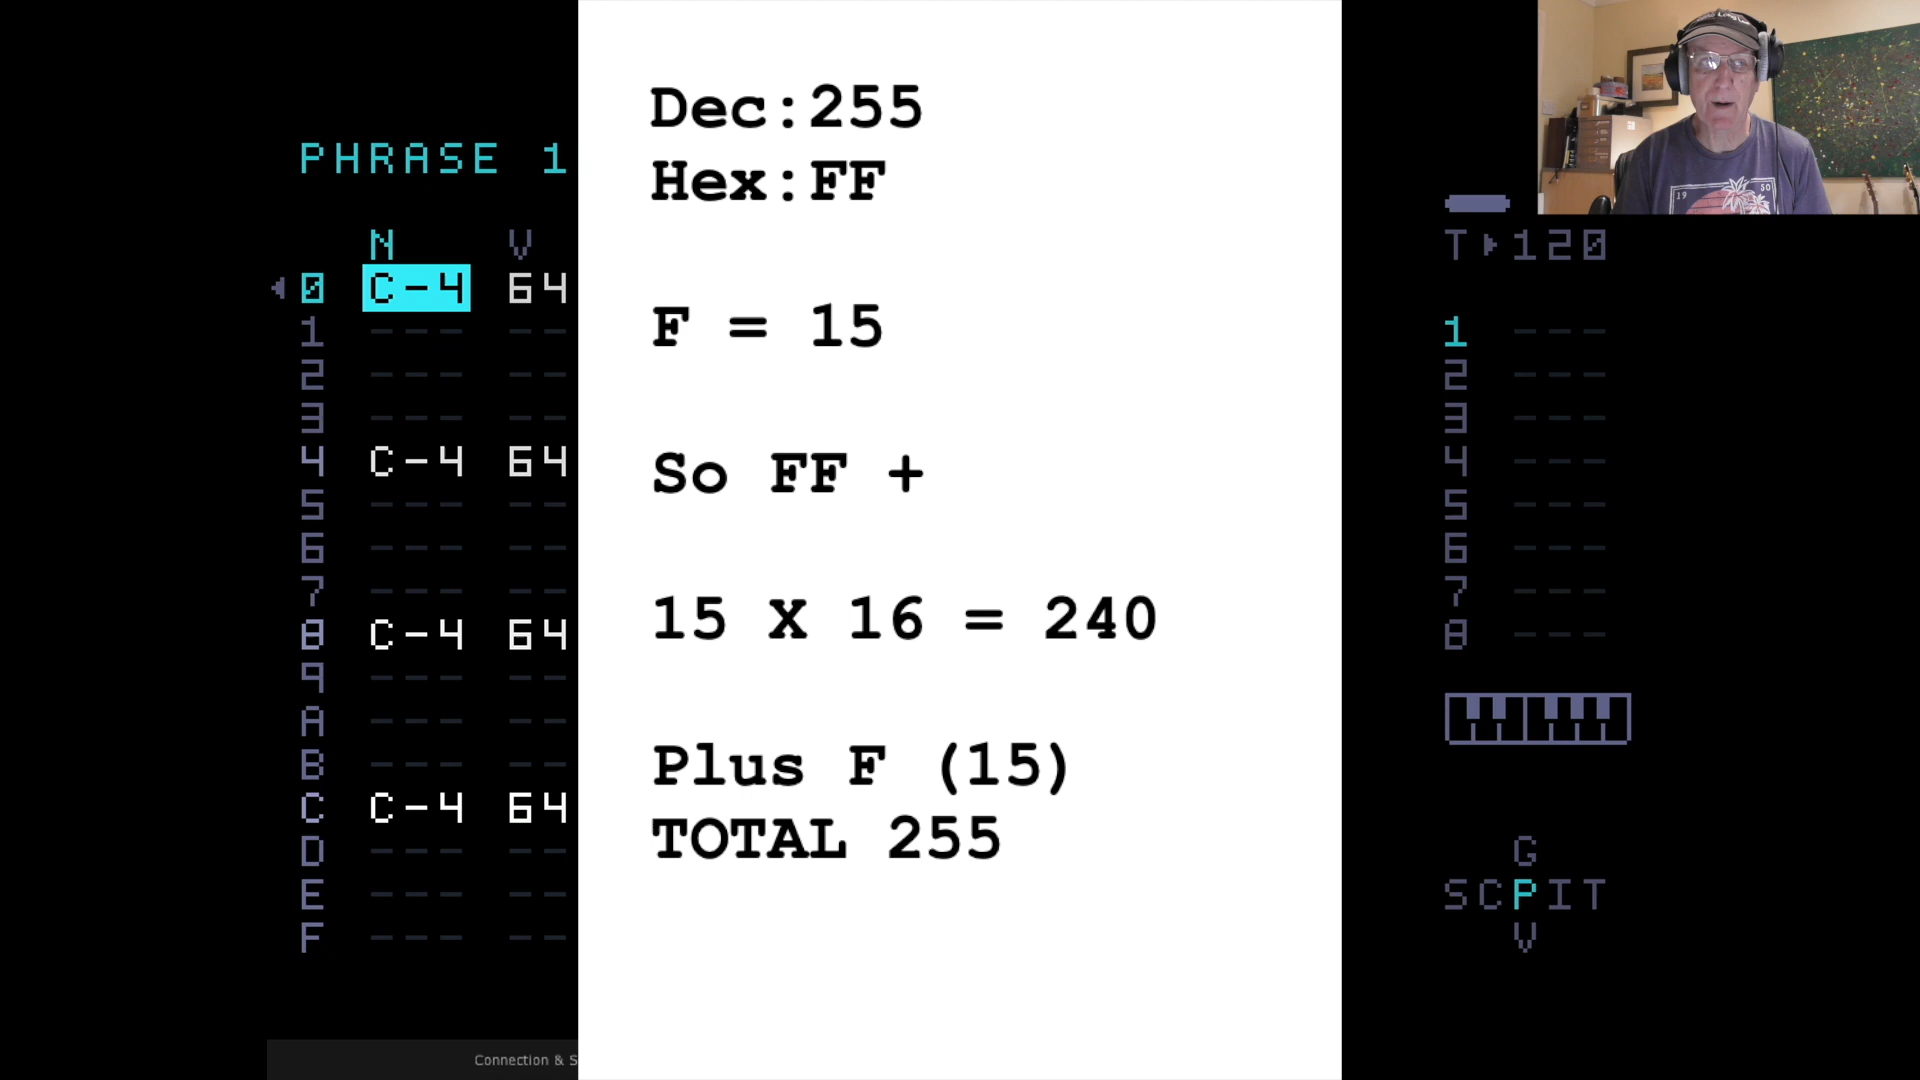 PHRASE 1
N V
0 C-4 64
1 --- --
2 --- --
3 --- --
4 C-4 64
5 --- --
6 --- --
7 --- --
8 C-4 64
9 --- --
A --- --
B --- --
C C-4 64
D --- --
E --- --
F --- --
Connection & S
Dec:255
Hex:FF
F = 15
So FF +
15 X 16 = 240
Plus F (15)
TOTAL 255
19 50
T 120
1 ---
2 ---
3 ---
4 ---
5 ---
6 ---
7 ---
8 ---
G
SCPIT
V